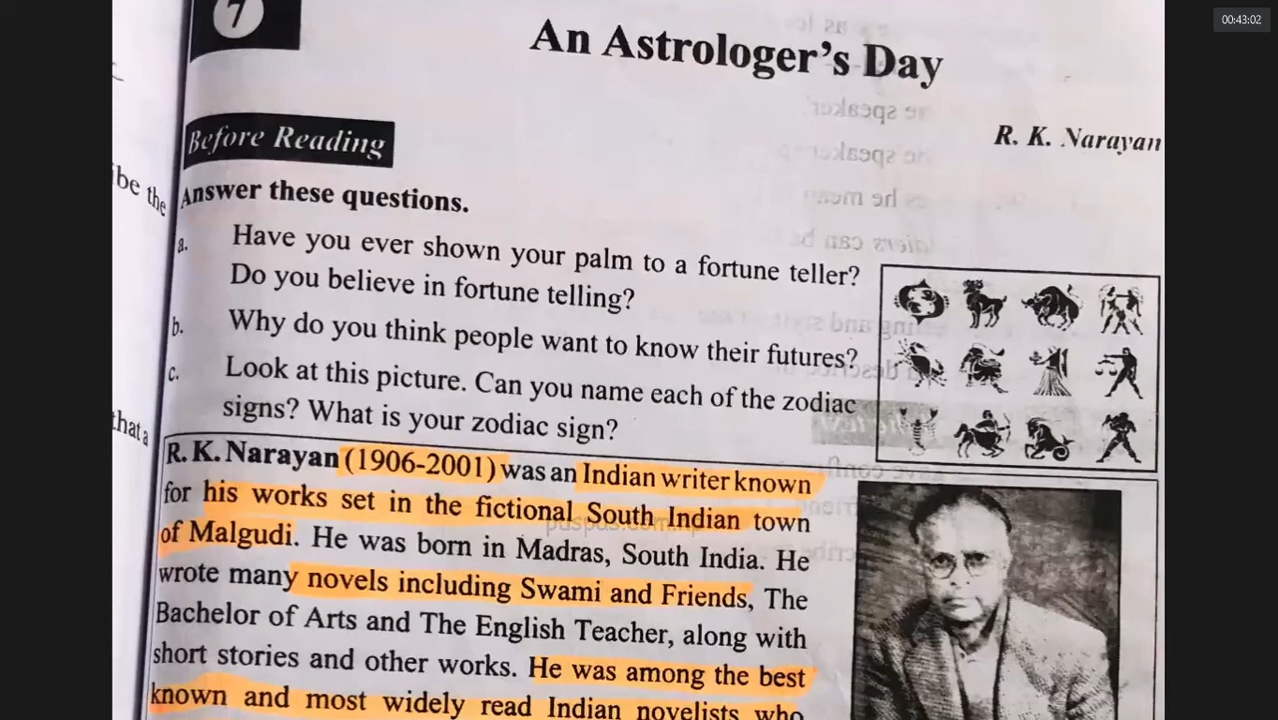 00:43:02
7
An Astrologer's Day
R. K. Narayan
Before Reading
Answer these questions.
a. Have you ever shown your palm to a fortune teller?
Do you believe in fortune telling?
b. Why do you think people want to know their futures?
c. Look at this picture. Can you name each of the zodiac
signs? What is your zodiac sign?
be the
that a
R. K. Narayan (1906-2001) was an Indian writer known
for his works set in the fictional South Indian town
of Malgudi. He was born in Madras, South India. He
wrote many novels including Swami and Friends, The
Bachelor of Arts and The English Teacher, along with
short stories and other works. He was among the best
known and most widely read Indian novelists who